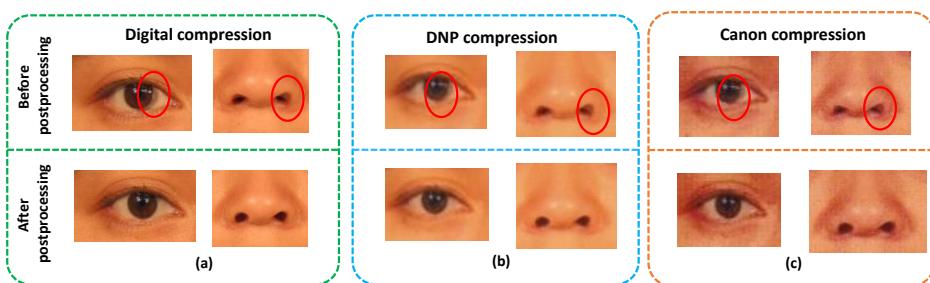 Digital compression
DNP compression
Canon compression
Before
postprocessing
After
postprocessing
(a)
(b)
(c)